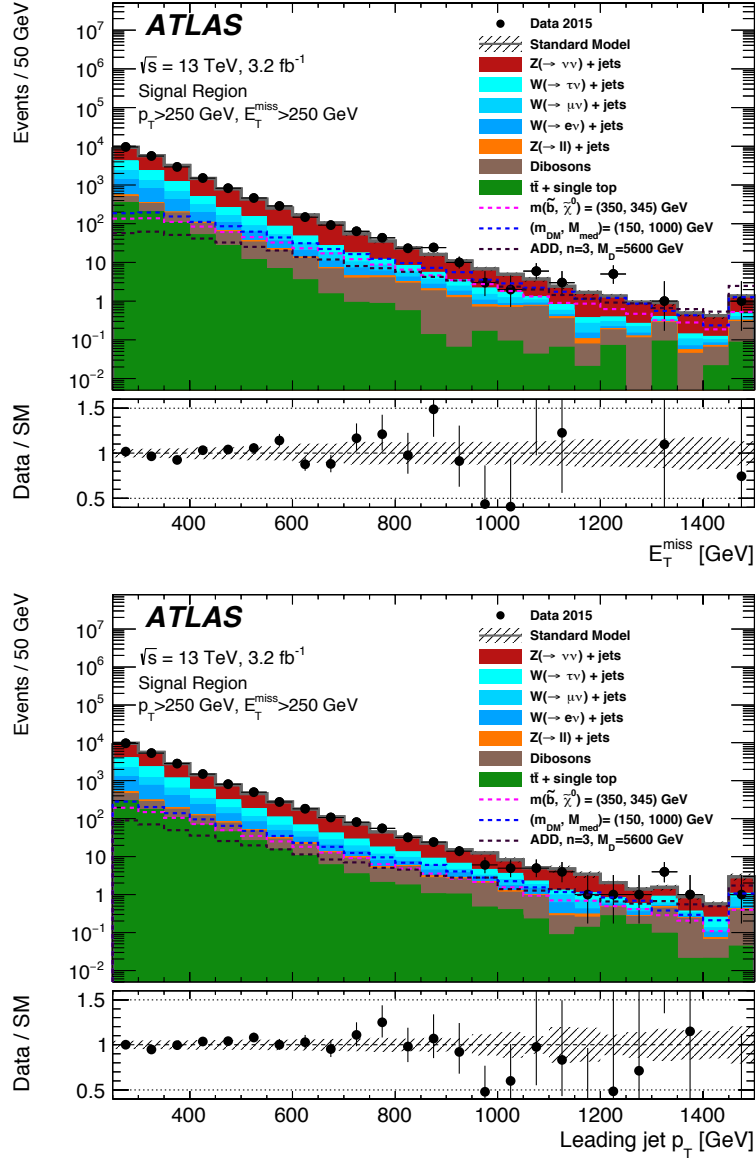 ATLAS
√s = 13 TeV, 3.2 fb⁻¹
Signal Region
p_T>250 GeV, E_T^miss>250 GeV
Data 2015
Standard Model
Z(→ νν) + jets
W(→ τν) + jets
W(→ μν) + jets
W(→ eν) + jets
Z(→ ll) + jets
Dibosons
tt̄ + single top
m(b̃, χ̃⁰) = (350, 345) GeV
(m_DM, M_med)= (150, 1000) GeV
ADD, n=3, M_D=5600 GeV
Events / 50 GeV
10⁷
10⁶
10⁵
10⁴
10³
10²
10
1
10⁻¹
10⁻²
Data / SM
1.5
1
0.5
400 600 800 1000 1200 1400
E_T^miss [GeV]
ATLAS
√s = 13 TeV, 3.2 fb⁻¹
Signal Region
p_T>250 GeV, E_T^miss>250 GeV
Data 2015
Standard Model
Z(→ νν) + jets
W(→ τν) + jets
W(→ μν) + jets
W(→ eν) + jets
Z(→ ll) + jets
Dibosons
tt̄ + single top
m(b̃, χ̃⁰) = (350, 345) GeV
(m_DM, M_med)= (150, 1000) GeV
ADD, n=3, M_D=5600 GeV
Events / 50 GeV
10⁷
10⁶
10⁵
10⁴
10³
10²
10
1
10⁻¹
10⁻²
Data / SM
1.5
1
0.5
400 600 800 1000 1200 1400
Leading jet p_T [GeV]